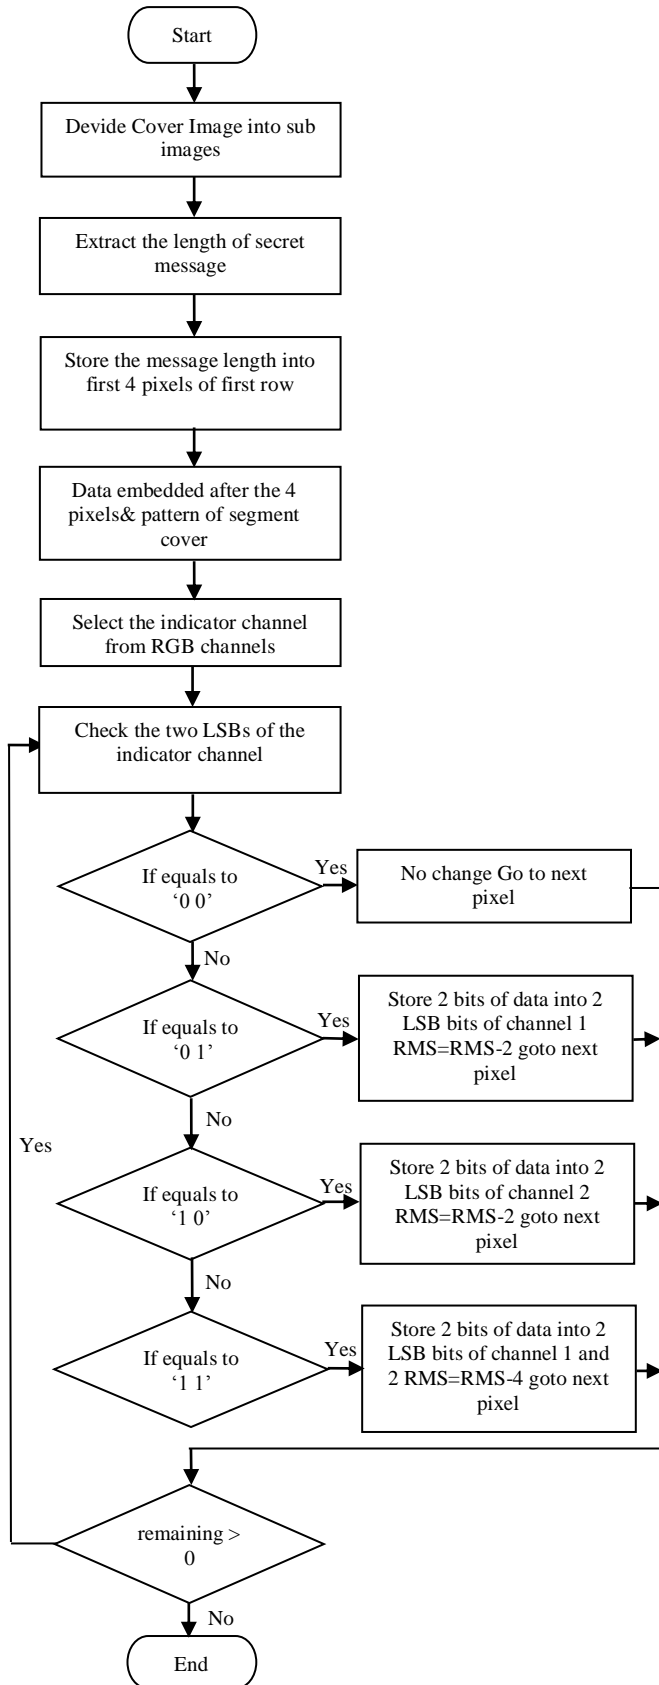 Start
Devide Cover Image into sub
images
Extract the length of secret
message
Store the message length into
first 4 pixels of first row
Data embedded after the 4
pixels& pattern of segment
cover
Select the indicator channel
from RGB channels
Check the two LSBs of the
indicator channel
If equals to
‘0 0’
Yes
No change Go to next
pixel
No
If equals to
‘0 1’
Yes
Store 2 bits of data into 2
LSB bits of channel 1
RMS=RMS-2 goto next
pixel
No
Yes
If equals to
‘1 0’
Yes
Store 2 bits of data into 2
LSB bits of channel 2
RMS=RMS-2 goto next
pixel
No
If equals to
‘1 1’
Yes
Store 2 bits of data into 2
LSB bits of channel 1 and
2 RMS=RMS-4 goto next
pixel
remaining >
0
No
End